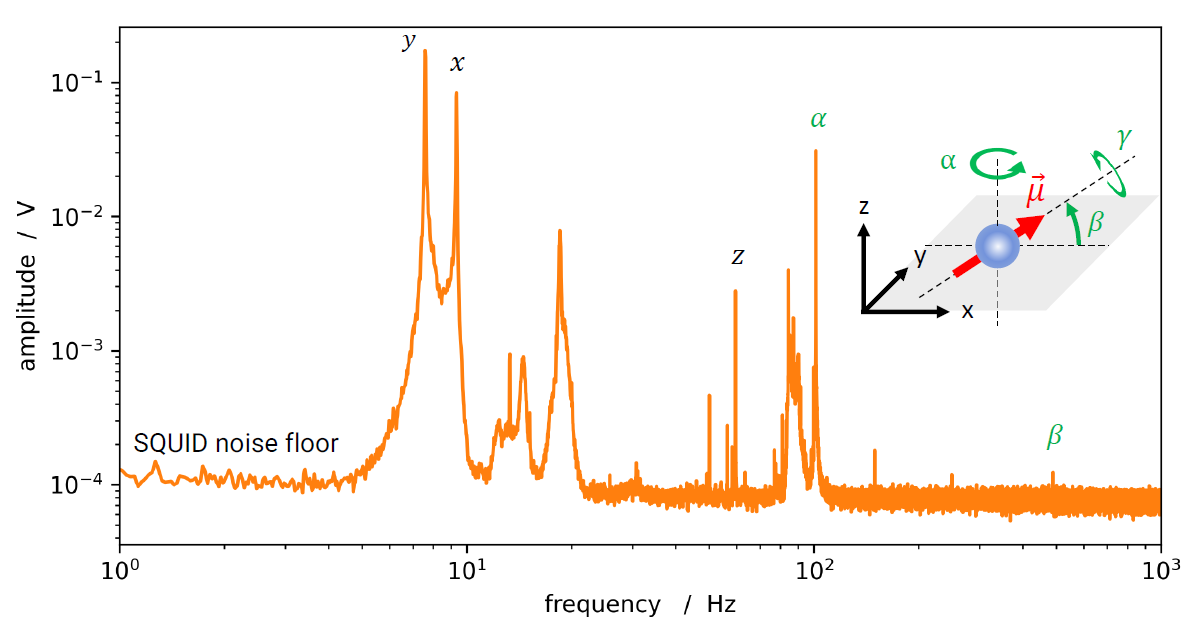 y
x
α
z
β
SQUID noise floor
10⁻¹
10⁻²
10⁻³
10⁻⁴
amplitude / V
10⁰
10¹
10²
10³
frequency / Hz
α
γ
μ⃗
β
z
y
x